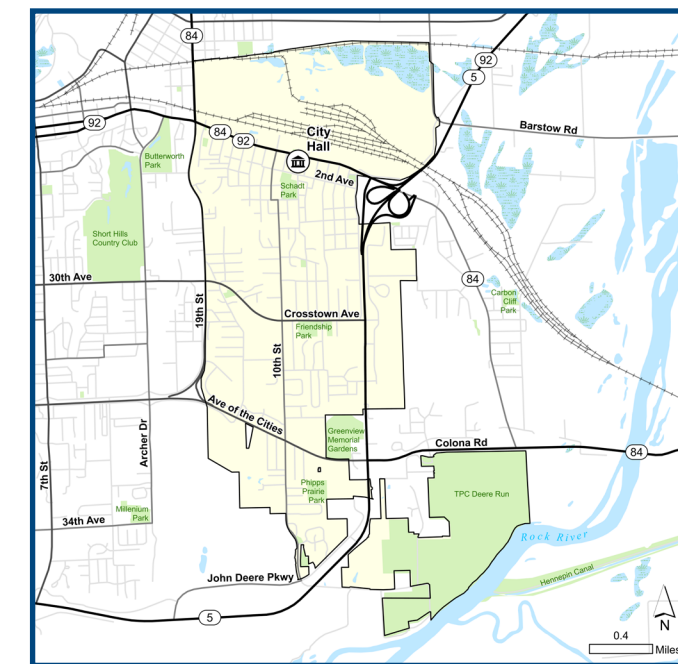 84
92
5
92
84
92
City
Hall
Barstow Rd
2nd Ave
Butterworth
Park
Schadt
Park
Short Hills
Country Club
30th Ave
84
Carbon
Cliff
Park
19th St
Crosstown Ave
Friendship
Park
10th St
Ave of the Cities
Greenview
Memorial
Gardens
Colona Rd
84
Archer Dr
7th St
Phipps
Prairie
Park
TPC Deere Run
Millenium
Park
34th Ave
Rock River
Hennepin Canal
John Deere Pkwy
5
N
0.4
Miles